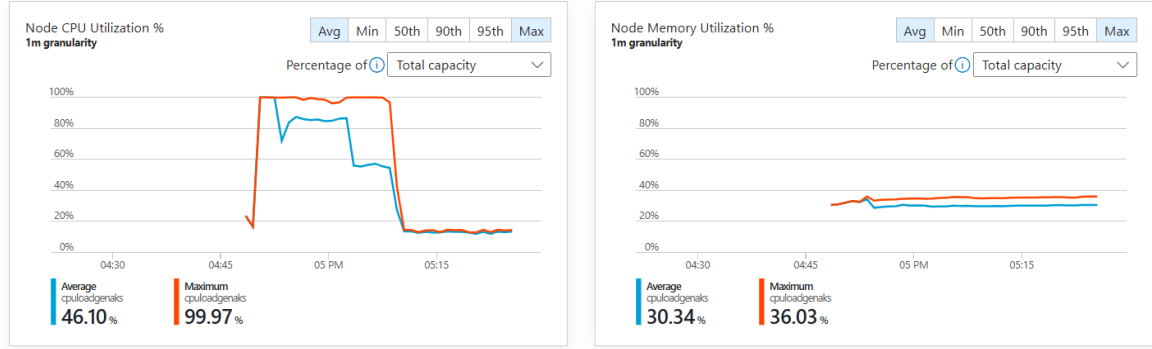 Node CPU Utilization %
1m granularity
Avg Min 50th 90th 95th Max
Percentage of i Total capacity
100%
80%
60%
40%
20%
0%
04:30 04:45 05 PM 05:15
Average
cpuloadgenaks
46.10 %
Maximum
cpuloadgenaks
99.97 %
Node Memory Utilization %
1m granularity
Avg Min 50th 90th 95th Max
Percentage of i Total capacity
100%
80%
60%
40%
20%
0%
04:30 04:45 05 PM 05:15
Average
cpuloadgenaks
30.34 %
Maximum
cpuloadgenaks
36.03 %